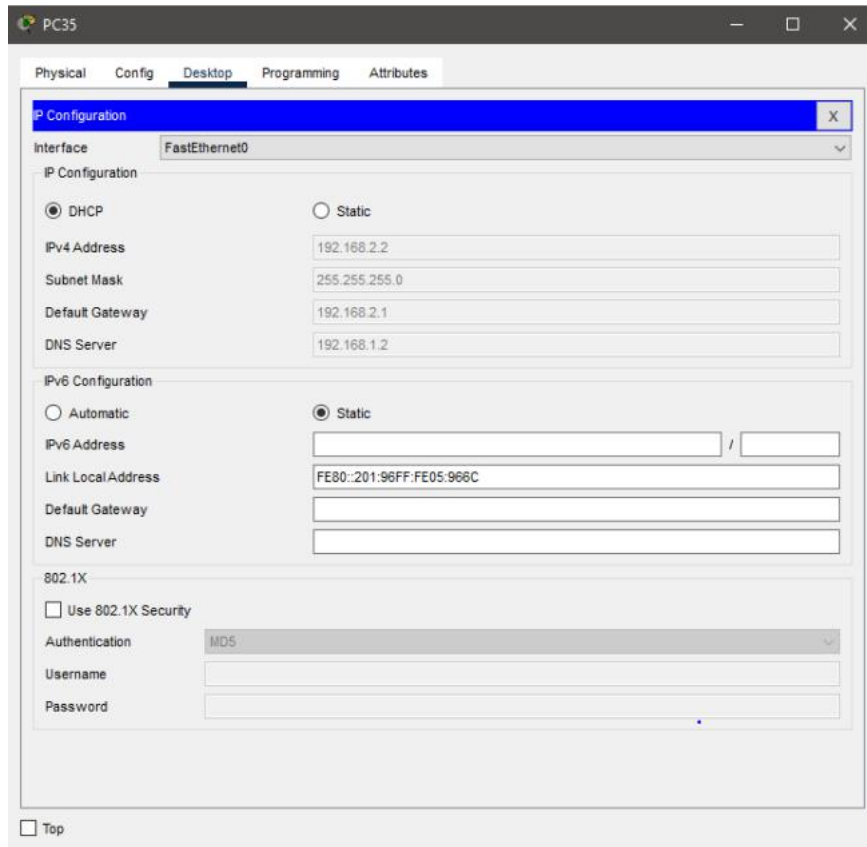 PC35
Physical Config Desktop Programming Attributes
IP Configuration X
Interface FastEthernet0
IP Configuration
DHCP Static
IPv4 Address 192.168.2.2
Subnet Mask 255.255.255.0
Default Gateway 192.168.2.1
DNS Server 192.168.1.2
IPv6 Configuration
Automatic Static
IPv6 Address /
Link Local Address FE80::201:96FF:FE05:966C
Default Gateway
DNS Server
802.1X
Use 802.1X Security
Authentication MD5
Username
Password
Top